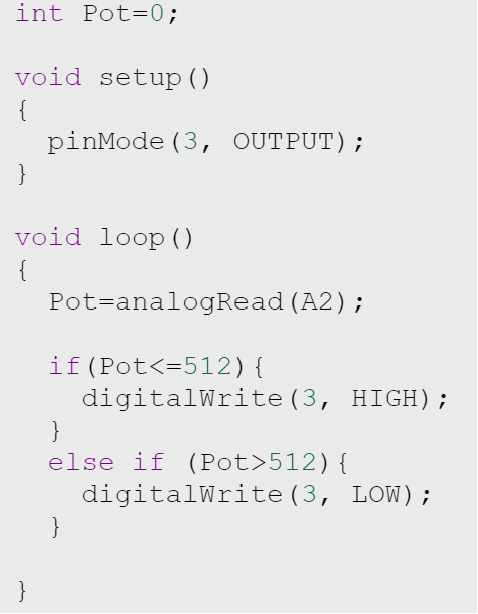 int Pot=0;
void setup()
{
  pinMode(3, OUTPUT);
}
void loop()
{
  Pot=analogRead(A2);
  if(Pot<=512){
    digitalWrite(3, HIGH);
  }
  else if (Pot>512){
    digitalWrite(3, LOW);
  }
}